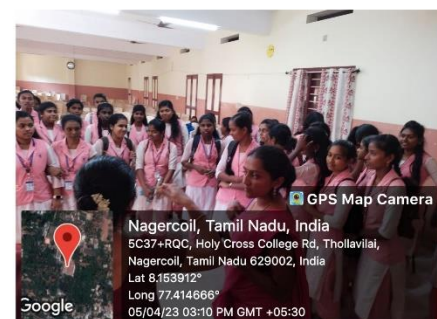 GPS Map Camera
Nagercoil, Tamil Nadu, India
5C37+RQC, Holy Cross College Rd, Thollavilai,
Nagercoil, Tamil Nadu 629002, India
Lat 8.153912°
Long 77.414666°
05/04/23 03:10 PM GMT +05:30
Google